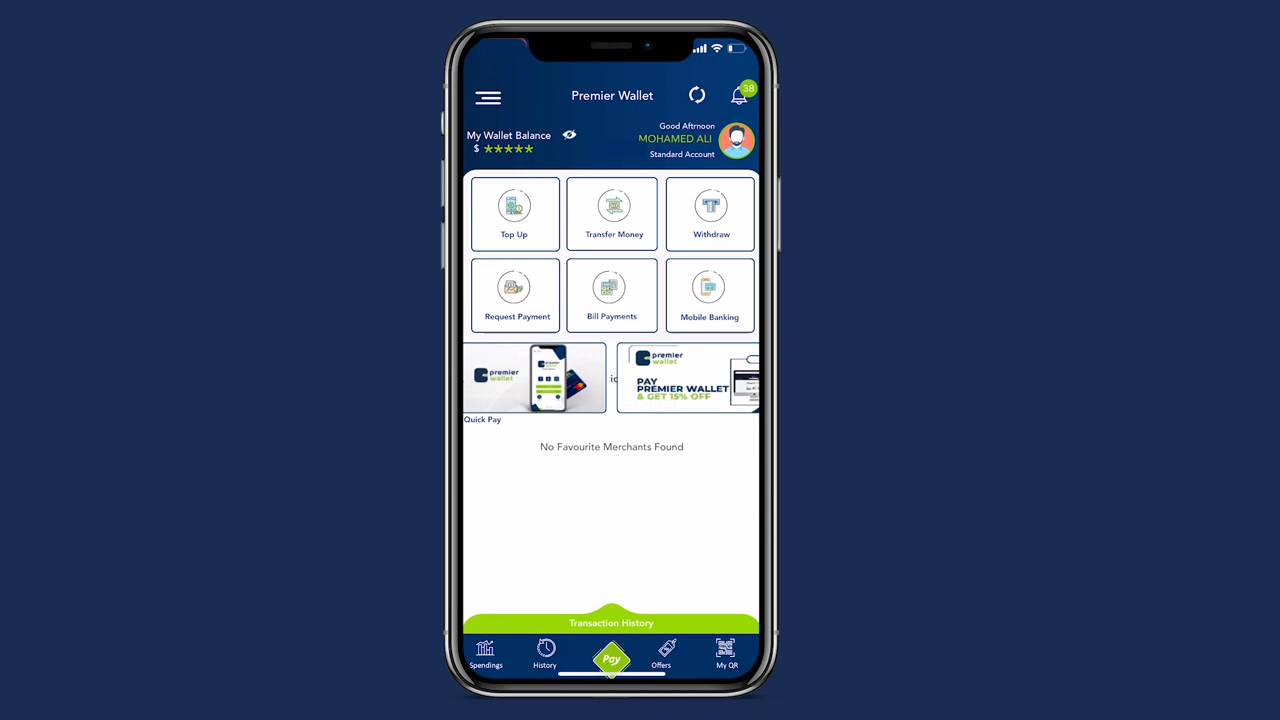 Premier Wallet
38
My Wallet Balance
$ *****
Good Aftrnoon
MOHAMED ALI
Standard Account
Top Up
Transfer Money
Withdraw
Request Payment
Bill Payments
Mobile Banking
premier
wallet
premier
wallet
PAY
PREMIER WALLET
& GET 15% OFF
Quick Pay
No Favourite Merchants Found
Transaction History
Spendings
History
Pay
Offers
My QR